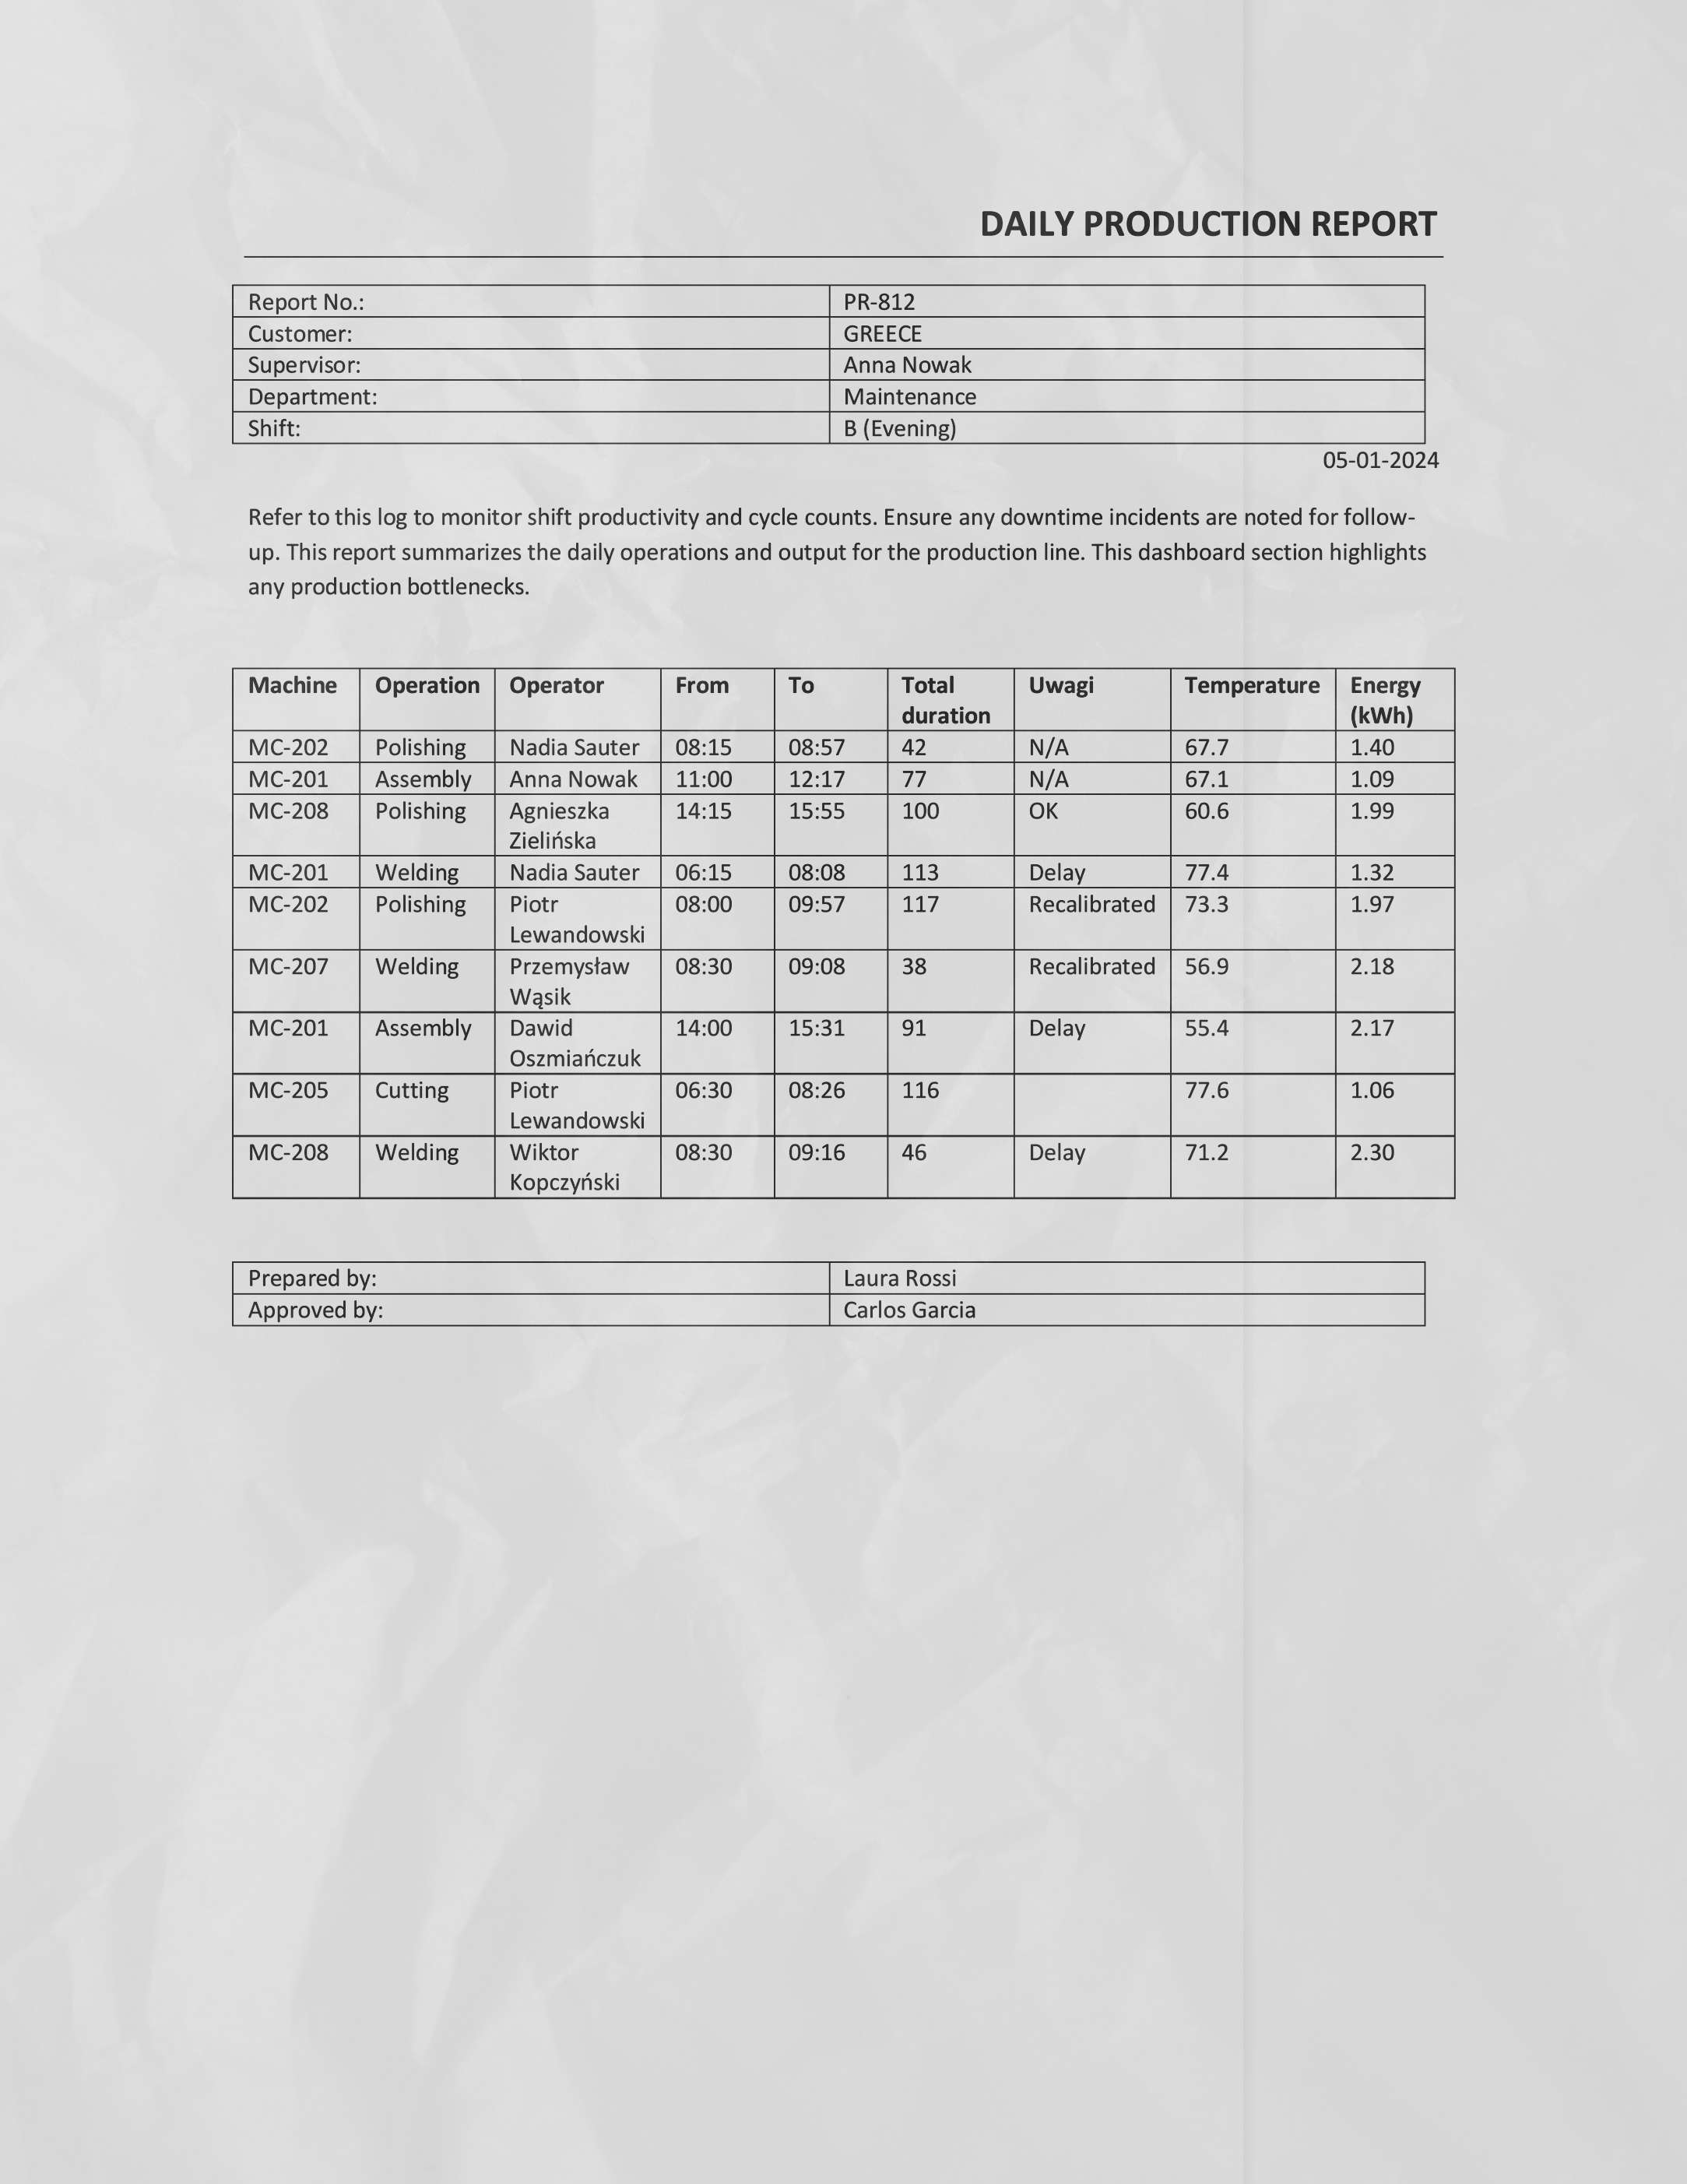 DAILY PRODUCTION REPORT
Report No.: PR-812
Customer: GREECE
Supervisor: Anna Nowak
Department: Maintenance
Shift: B (Evening)
05-01-2024
Refer to this log to monitor shift productivity and cycle counts. Ensure any downtime incidents are noted for follow-
up. This report summarizes the daily operations and output for the production line. This dashboard section highlights
any production bottlenecks.
Machine Operation Operator From To Total duration Uwagi Temperature Energy (kWh)
MC-202 Polishing Nadia Sauter 08:15 08:57 42 N/A 67.7 1.40
MC-201 Assembly Anna Nowak 11:00 12:17 77 N/A 67.1 1.09
MC-208 Polishing Agnieszka Zielińska 14:15 15:55 100 OK 60.6 1.99
MC-201 Welding Nadia Sauter 06:15 08:08 113 Delay 77.4 1.32
MC-202 Polishing Piotr Lewandowski 08:00 09:57 117 Recalibrated 73.3 1.97
MC-207 Welding Przemysław Wąsik 08:30 09:08 38 Recalibrated 56.9 2.18
MC-201 Assembly Dawid Oszmiańczuk 14:00 15:31 91 Delay 55.4 2.17
MC-205 Cutting Piotr Lewandowski 06:30 08:26 116 77.6 1.06
MC-208 Welding Wiktor Kopczyński 08:30 09:16 46 Delay 71.2 2.30
Prepared by: Laura Rossi
Approved by: Carlos Garcia